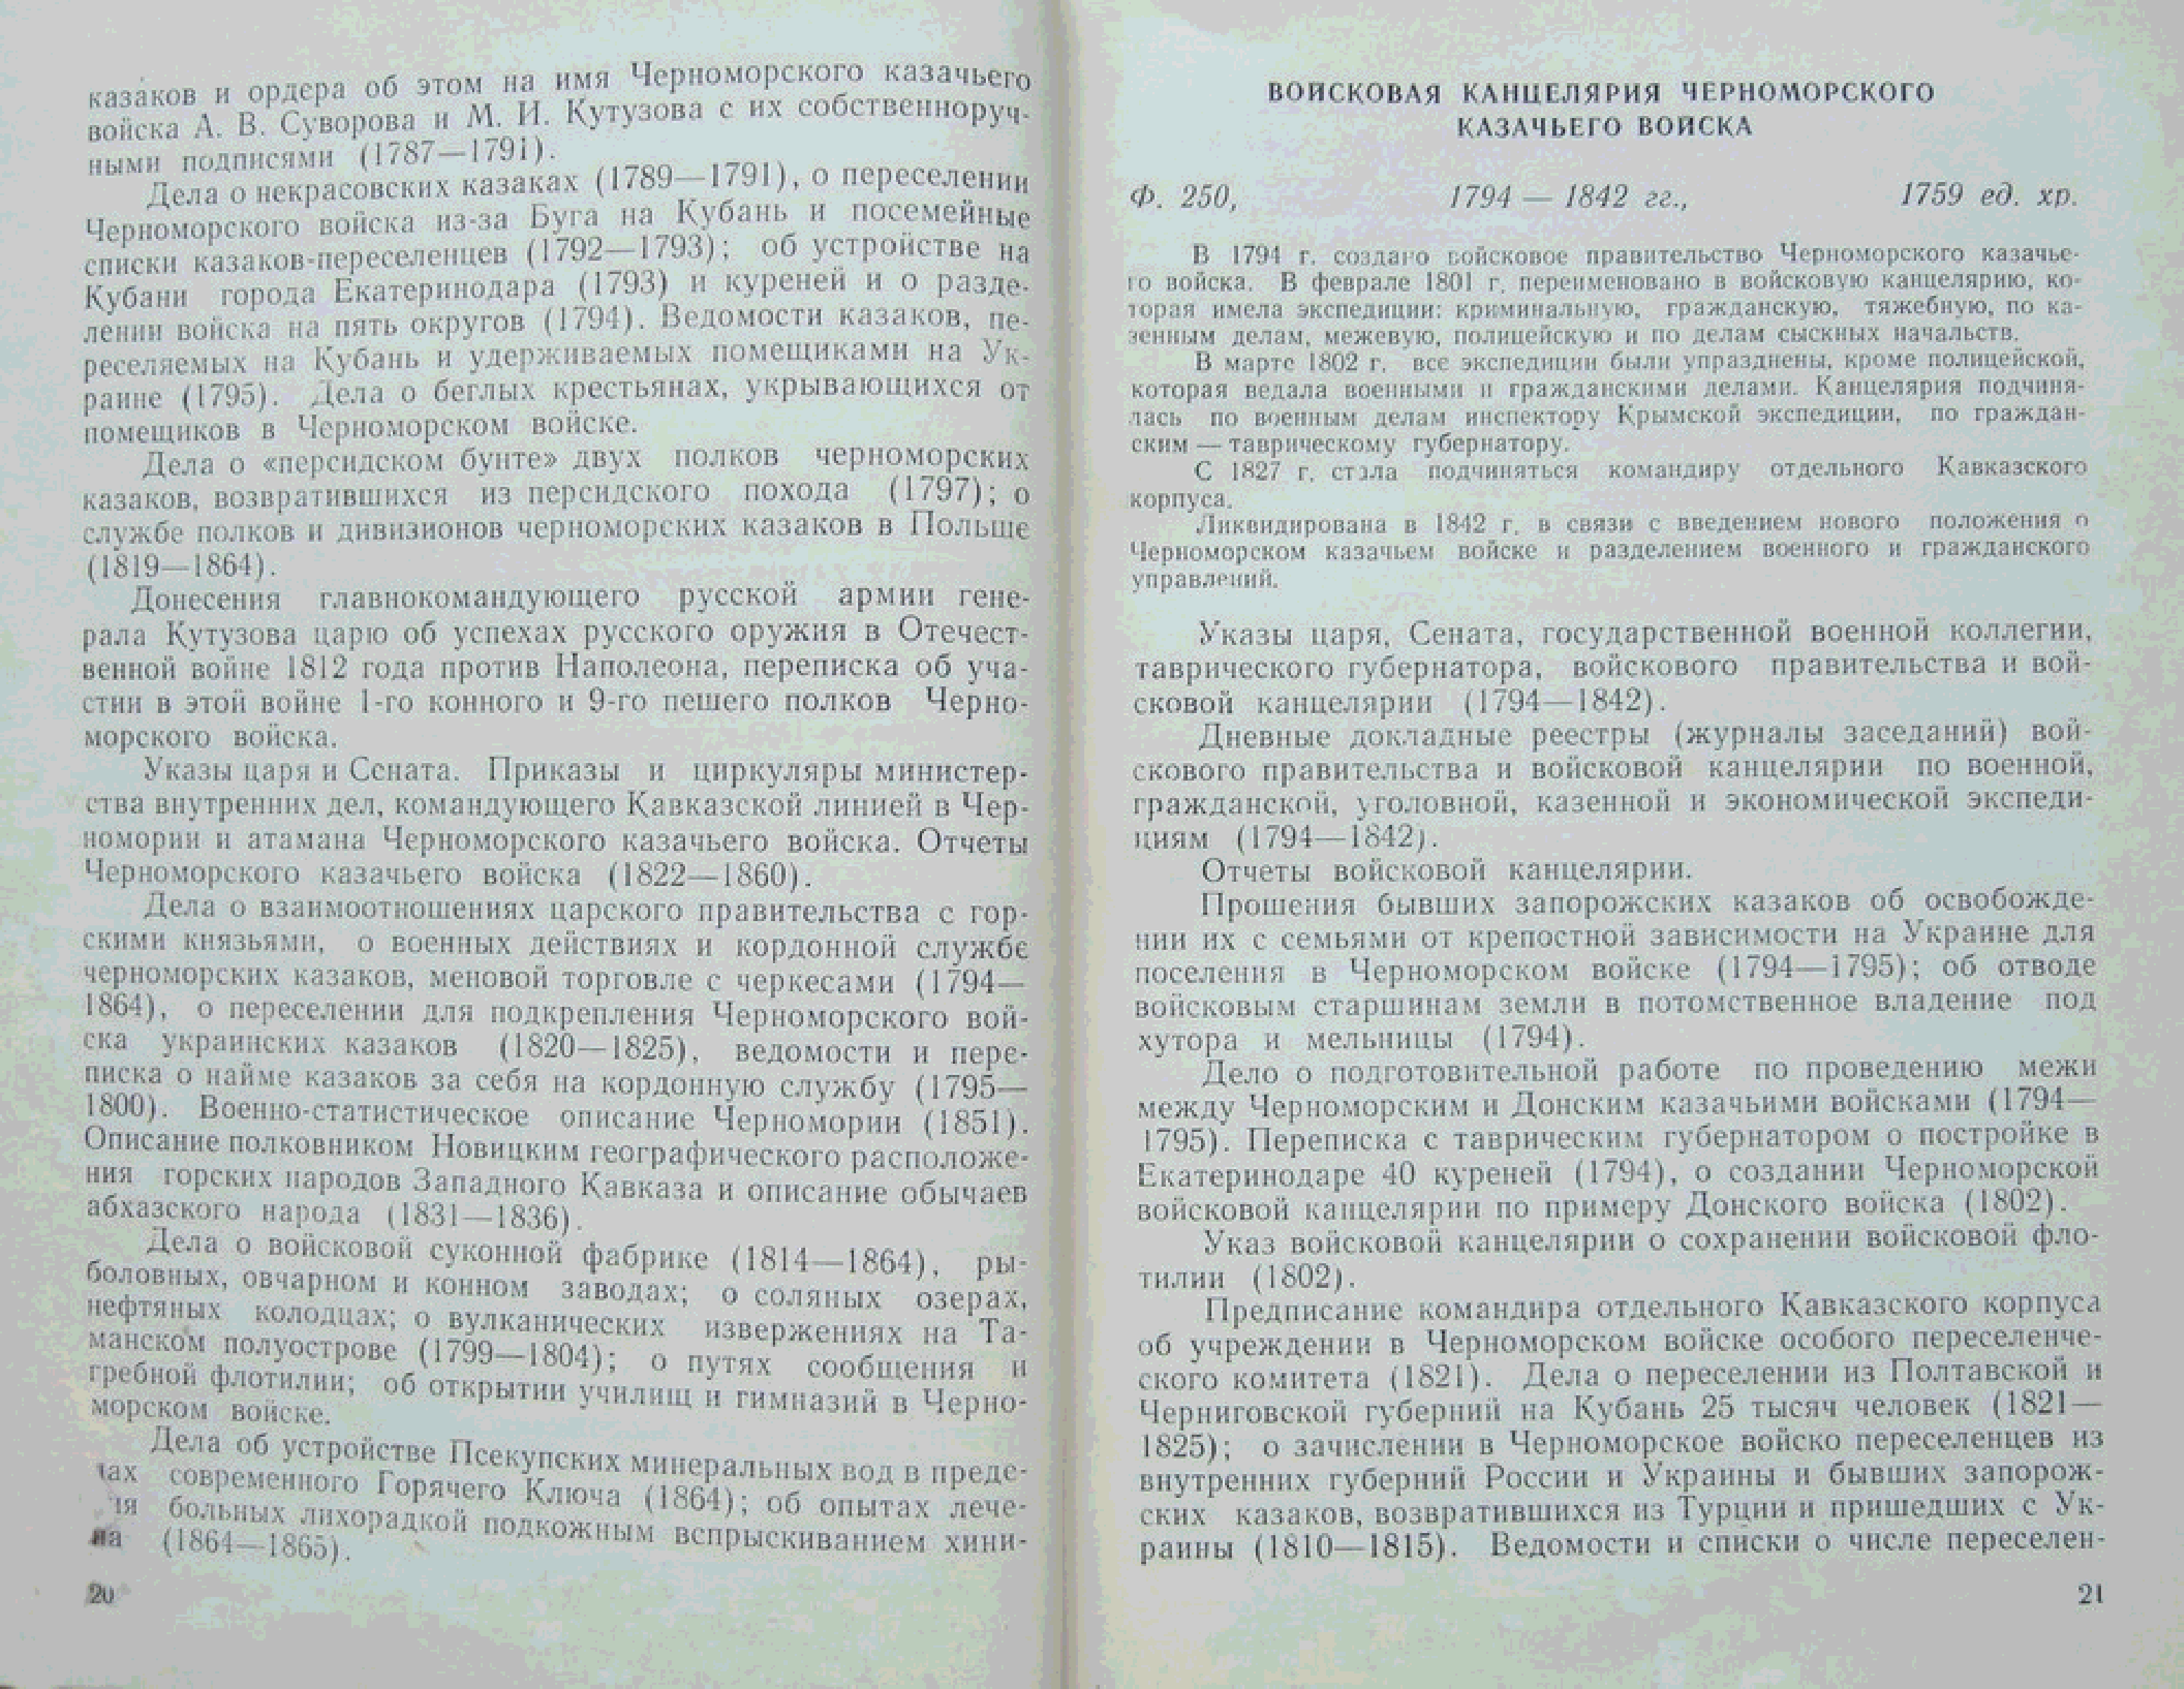 казаков и ордера об этом на имя Черноморского казачьего
войска А. В. Суворова и М. И. Кутузова с их собственноруч-
ными подписями (1787—1791).
Дела о некрасовских казаках (1789—1791), о переселении
Черноморского войска из-за Буга на Кубань и посемейные
списки казаков-переселенцев (1792—1793); об устройстве на
Кубани города Екатеринодара (1793) и куреней и о разде-
лении войска на пять округов (1794). Ведомости казаков, пе-
реселяемых на Кубань и удерживаемых помещиками на Ук-
раине (1795). Дела о беглых крестьянах, укрывающихся от
помещиков в Черноморском войске.
Дела о «персидском бунте» двух полков черноморских
казаков, возвратившихся из персидского похода (1797); о
службе полков и дивизионов черноморских казаков в Польше
(1819—1864).
Донесения главнокомандующего русской армии гене-
рала Кутузова царю об успехах русского оружия в Отечест-
венной войне 1812 года против Наполеона, переписка об уча-
стии в этой войне 1-го конного и 9-го пешего полков Черно-
морского войска.
Указы царя и Сената. Приказы и циркуляры министер-
ства внутренних дел, командующего Кавказской линией в Чер-
номории и атамана Черноморского казачьего войска. Отчеты
Черноморского казачьего войска (1822—1860).
Дела о взаимоотношениях царского правительства с гор-
скими князьями, о военных действиях и кордонной службе
черноморских казаков, меновой торговле с черкесами (1794—
1864), о переселении для подкрепления Черноморского вой-
ска украинских казаков (1820—1825), ведомости и пере-
писка о найме казаков за себя на кордонную службу (1795—
1800). Военно-статистическое описание Черномории (1851).
Описание полковником Новицким географического расположе-
ния горских народов Западного Кавказа и описание обычаев
абхазского народа (1831—1836).
Дела о войсковой суконной фабрике (1814—1864), ры-
боловных, овчарном и конном заводах; о соляных озерах,
нефтяных колодцах; о вулканических извержениях на Та-
манском полуострове (1799—1804); о путях сообщения и
гребной флотилии; об открытии училищ и гимназий в Черно-
морском войске.
Дела об устройстве Псекупских минеральных вод в преде-
лах современного Горячего Ключа (1864); об опытах лече-
ия больных лихорадкой подкожным вспрыскиванием хини-
на (1864—1865).
20
ВОЙСКОВАЯ КАНЦЕЛЯРИЯ ЧЕРНОМОРСКОГО
КАЗАЧЬЕГО ВОЙСКА
Ф. 250, 1794 — 1842 гг., 1759 ед. хр.
В 1794 г. создано войсковое правительство Черноморского казачье-
го войска. В феврале 1801 г. переименовано в войсковую канцелярию, ко-
торая имела экспедиции: криминальную, гражданскую, тяжебную, по ка-
зенным делам, межевую, полицейскую и по делам сыскных начальств.
В марте 1802 г. все экспедиции были упразднены, кроме полицейской,
которая ведала военными и гражданскими делами. Канцелярия подчиня-
лась по военным делам инспектору Крымской экспедиции, по граждан-
ским — таврическому губернатору.
С 1827 г. стала подчиняться командиру отдельного Кавказского
корпуса.
Ликвидирована в 1842 г. в связи с введением нового положения о
Черноморском казачьем войске и разделением военного и гражданского
управлений.
Указы царя, Сената, государственной военной коллегии,
таврического губернатора, войскового правительства и вой-
сковой канцелярии (1794—1842).
Дневные докладные реестры (журналы заседаний) вой-
скового правительства и войсковой канцелярии по военной,
гражданской, уголовной, казенной и экономической экспеди-
циям (1794—1842).
Отчеты войсковой канцелярии.
Прошения бывших запорожских казаков об освобожде-
нии их с семьями от крепостной зависимости на Украине для
поселения в Черноморском войске (1794—1795); об отводе
войсковым старшинам земли в потомственное владение под
хутора и мельницы (1794).
Дело о подготовительной работе по проведению межи
между Черноморским и Донским казачьими войсками (1794—
1795). Переписка с таврическим губернатором о постройке в
Екатеринодаре 40 куреней (1794), о создании Черноморской
войсковой канцелярии по примеру Донского войска (1802).
Указ войсковой канцелярии о сохранении войсковой фло-
тилии (1802).
Предписание командира отдельного Кавказского корпуса
об учреждении в Черноморском войске особого переселенче-
ского комитета (1821). Дела о переселении из Полтавской и
Черниговской губерний на Кубань 25 тысяч человек (1821—
1825); о зачислении в Черноморское войско переселенцев из
внутренних губерний России и Украины и бывших запорож-
ских казаков, возвратившихся из Турции и пришедших с Ук-
раины (1810—1815). Ведомости и списки о числе переселен-
21